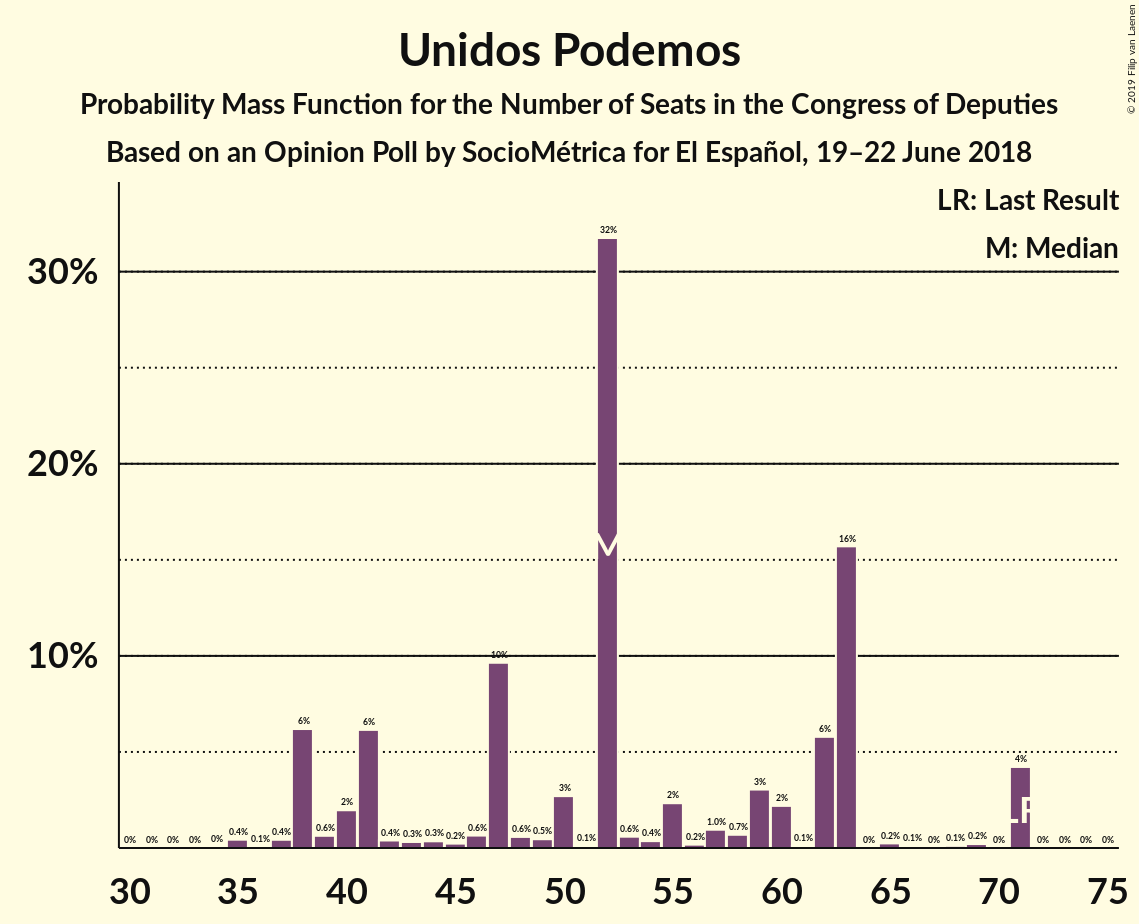 © 2019 Filip van Laenen
Unidos Podemos
Probability Mass Function for the Number of Seats in the Congress of Deputies
Based on an Opinion Poll by SocioMétrica for El Español, 19–22 June 2018
LR: Last Result
M: Median
30%
20%
10%
0% 0% 0% 0% 0% 0.4% 0.1% 0.4% 6% 0.6% 2% 6% 0.4% 0.3% 0.3% 0.2% 0.6% 10% 0.6% 0.5% 3% 0.1% 32% 0.6% 0.4% 2% 0.2% 1.0% 0.7% 3% 2% 0.1% 6% 16% 0% 0.2% 0.1% 0% 0.1% 0.2% 0% 4% 0% 0% 0% 0%
M
LR
30 35 40 45 50 55 60 65 70 75